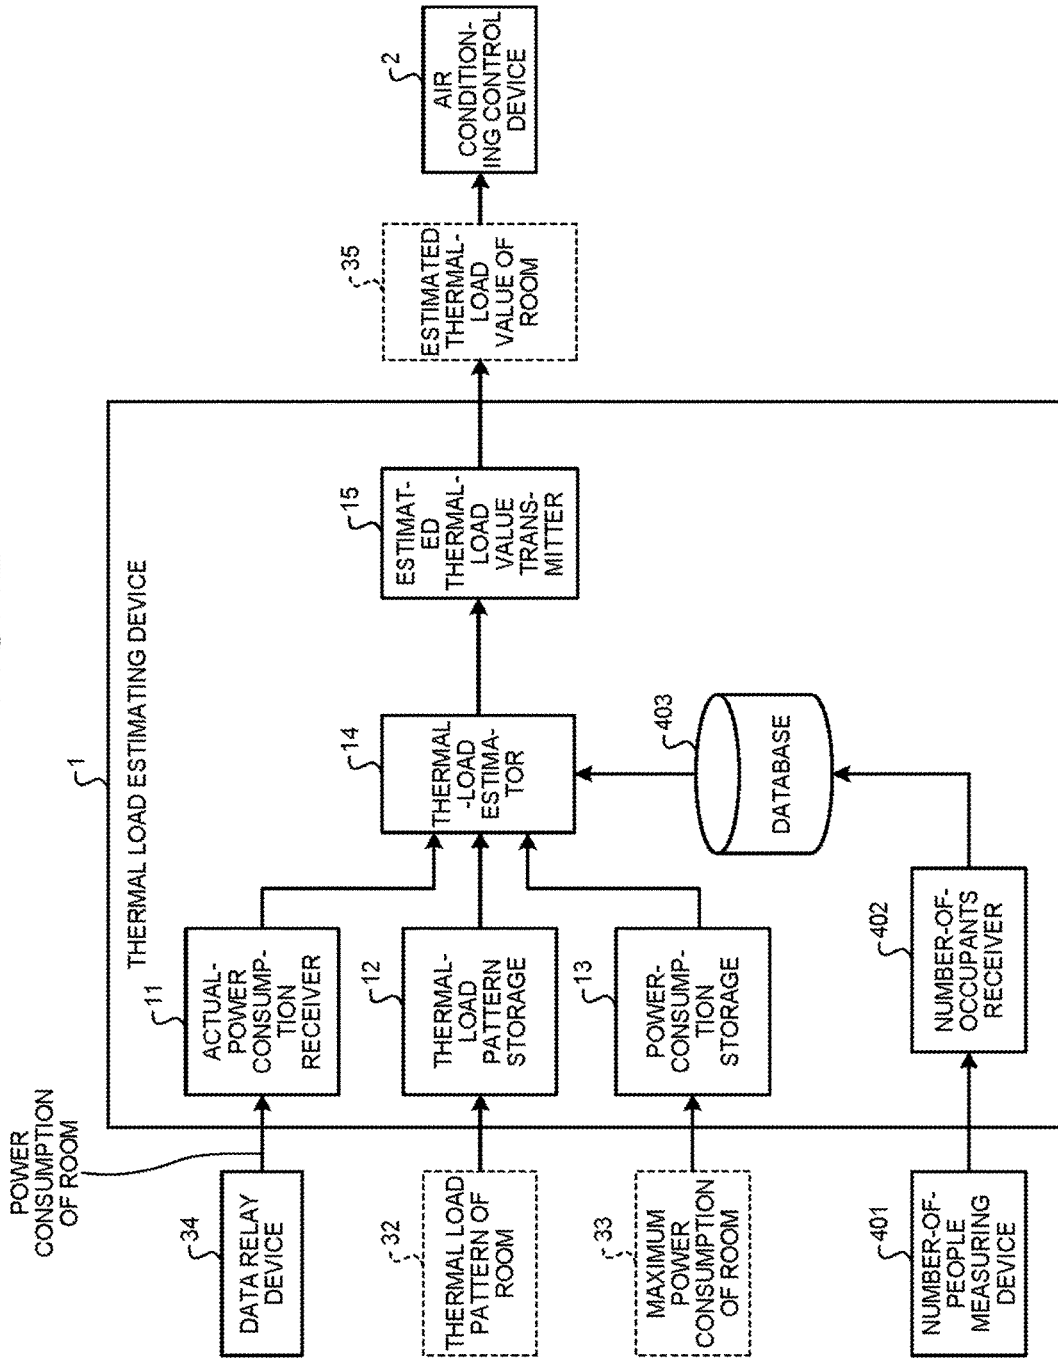 POWER
CONSUMPTION
OF ROOM
34
DATA RELAY
DEVICE
32
THERMAL LOAD
PATTERN OF
ROOM
33
MAXIMUM
POWER
CONSUMPTION
OF ROOM
401
NUMBER-OF-
PEOPLE
MEASURING
DEVICE
1
THERMAL LOAD ESTIMATING DEVICE
11
ACTUAL-
POWER
CONSUMP-
TION
RECEIVER
12
THERMAL-
LOAD
PATTERN
STORAGE
13
POWER-
CONSUMP-
TION
STORAGE
402
NUMBER-OF-
OCCUPANTS
RECEIVER
14
THERMAL
-LOAD
ESTIMA-
TOR
403
DATABASE
15
ESTIMAT-
ED
THERMAL-
LOAD
VALUE
TRANS-
MITTER
35
ESTIMATED
THERMAL-
LOAD
VALUE OF
ROOM
2
AIR
CONDITION-
ING CONTROL
DEVICE